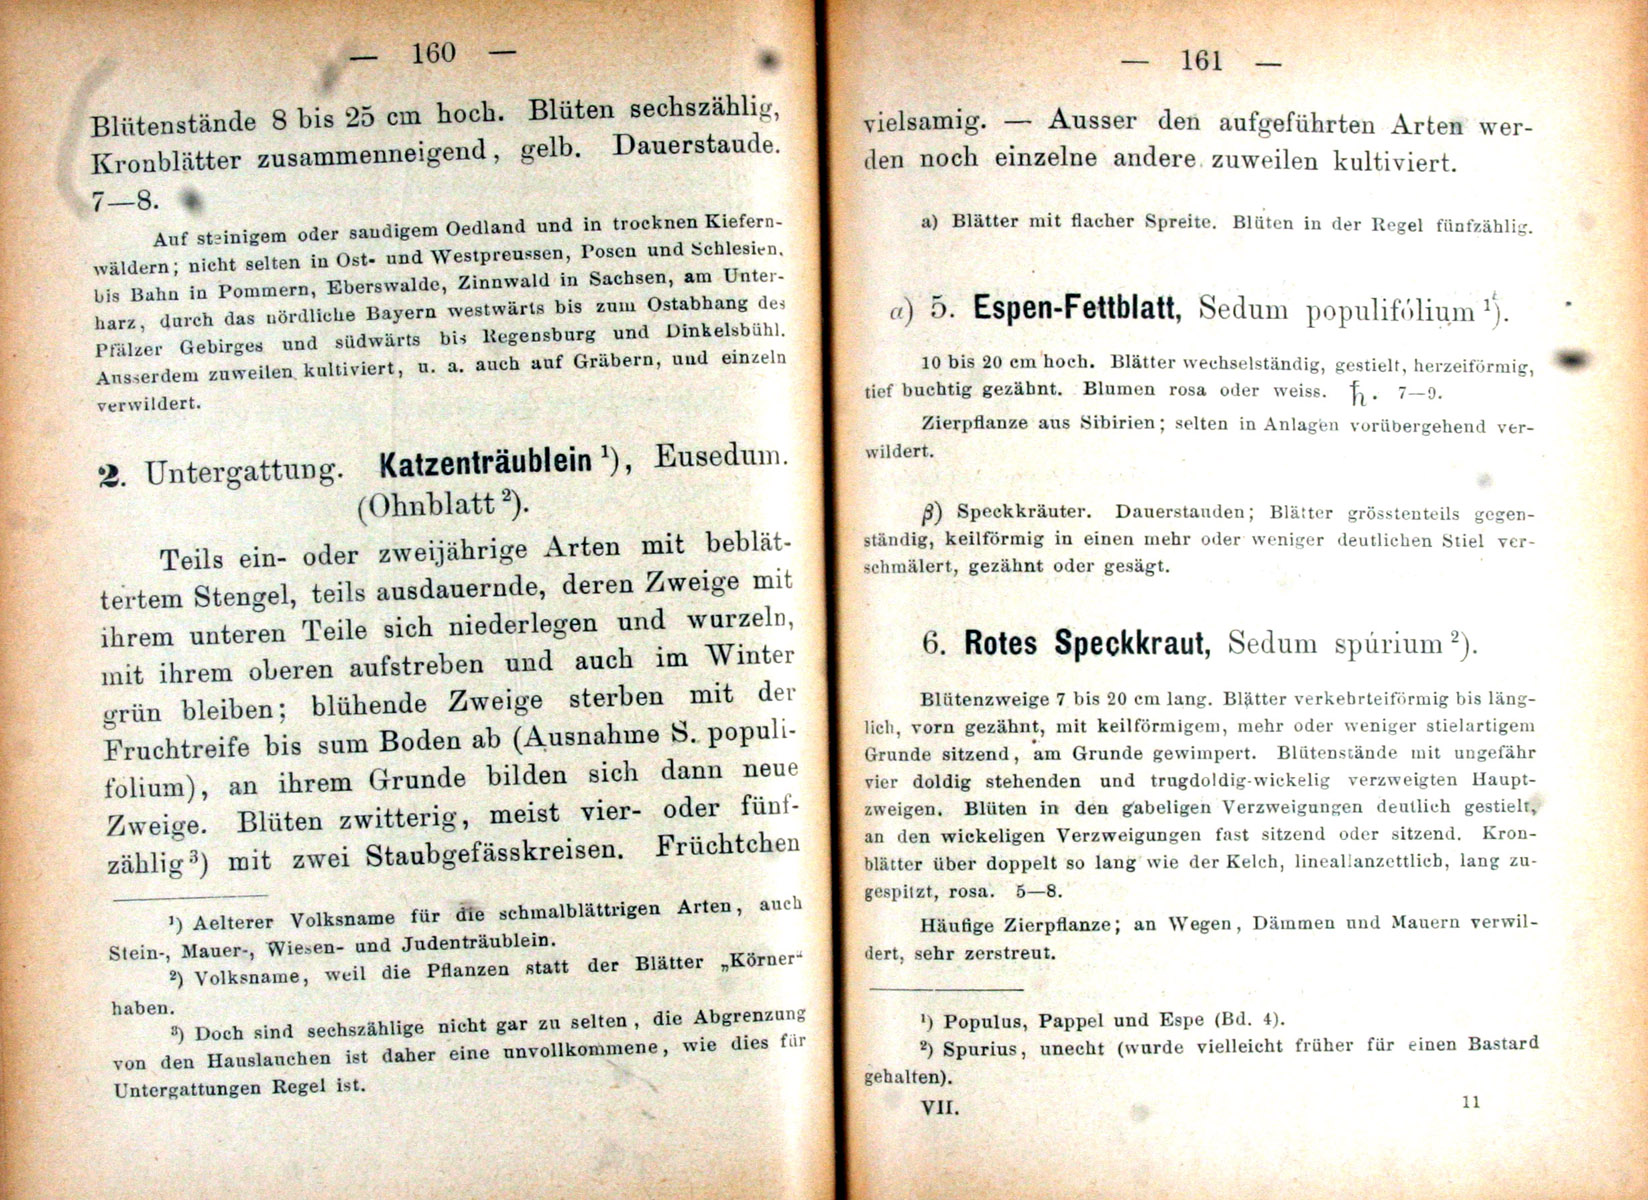 — 160 —
Blütenstände 8 bis 25 cm hoch. Blüten sechszählig,
Kronblätter zusammenneigend, gelb. Dauerstaude.
7—8.
Auf steinigem oder sandigem Oedland und in trocknen Kiefern-
wäldern; nicht selten in Ost- und Westpreussen, Posen und Schlesien,
bis Bahn in Pommern, Eberswalde, Zinnwald in Sachsen, am Unter-
harz, durch das nördliche Bayern westwärts bis zum Ostabhang des
Pfälzer Gebirges und südwärts bis Regensburg und Dinkelsbühl.
Ausserdem zuweilen kultiviert, u. a. auch auf Gräbern, und einzeln
verwildert.
2. Untergattung. Katzenträublein ¹), Eusedum.
(Ohnblatt ²).
Teils ein- oder zweijährige Arten mit beblät-
tertem Stengel, teils ausdauernde, deren Zweige mit
ihrem unteren Teile sich niederlegen und wurzeln,
mit ihrem oberen aufstreben und auch im Winter
grün bleiben; blühende Zweige sterben mit der
Fruchtreife bis sum Boden ab (Ausnahme S. populi-
folium), an ihrem Grunde bilden sich dann neue
Zweige. Blüten zwitterig, meist vier- oder fünf-
zählig ³) mit zwei Staubgefässkreisen. Früchtchen
¹) Aelterer Volksname für die schmalblättrigen Arten, auch
Stein-, Mauer-, Wiesen- und Judenträublein.
²) Volksname, weil die Pflanzen statt der Blätter „Körner“
haben.
³) Doch sind sechszählige nicht gar zu selten, die Abgrenzung
von den Hauslauchen ist daher eine unvollkommene, wie dies für
Untergattungen Regel ist.
— 161 —
vielsamig. — Ausser den aufgeführten Arten wer-
den noch einzelne andere zuweilen kultiviert.
a) Blätter mit flacher Spreite. Blüten in der Regel fünfzählig.
α) 5. Espen-Fettblatt, Sedum populifólium ¹).
10 bis 20 cm hoch. Blätter wechselständig, gestielt, herzeiförmig,
tief buchtig gezähnt. Blumen rosa oder weiss. ♄. 7—9.
Zierpflanze aus Sibirien; selten in Anlagen vorübergehend ver-
wildert.
β) Speckkräuter. Dauerstauden; Blätter grösstenteils gegen-
ständig, keilförmig in einen mehr oder weniger deutlichen Stiel ver-
schmälert, gezähnt oder gesägt.
6. Rotes Speckkraut, Sedum spúrium ²).
Blütenzweige 7 bis 20 cm lang. Blätter verkehrteiförmig bis läng-
lich, vorn gezähnt, mit keilförmigem, mehr oder weniger stielartigem
Grunde sitzend, am Grunde gewimpert. Blütenstände mit ungefähr
vier doldig stehenden und trugdoldig-wickelig verzweigten Haupt-
zweigen. Blüten in den gabeligen Verzweigungen deutlich gestielt,
an den wickeligen Verzweigungen fast sitzend oder sitzend. Kron-
blätter über doppelt so lang wie der Kelch, lineallanzettlich, lang zu-
gespitzt, rosa. 5—8.
Häufige Zierpflanze; an Wegen, Dämmen und Mauern verwil-
dert, sehr zerstreut.
¹) Populus, Pappel und Espe (Bd. 4).
²) Spurius, unecht (wurde vielleicht früher für einen Bastard
gehalten).
VII. 11